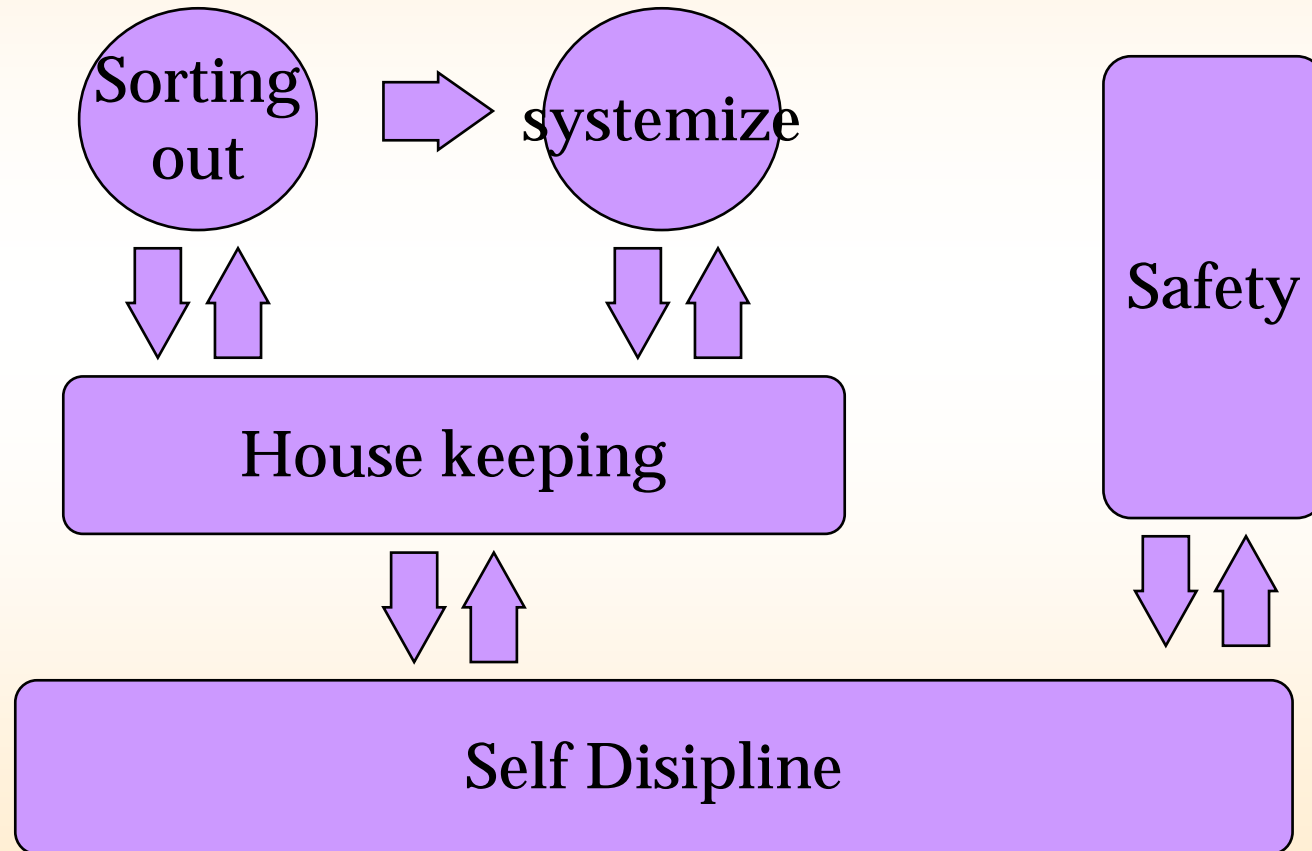 Sorting
out
systemize
Safety
House keeping
Self Disipline